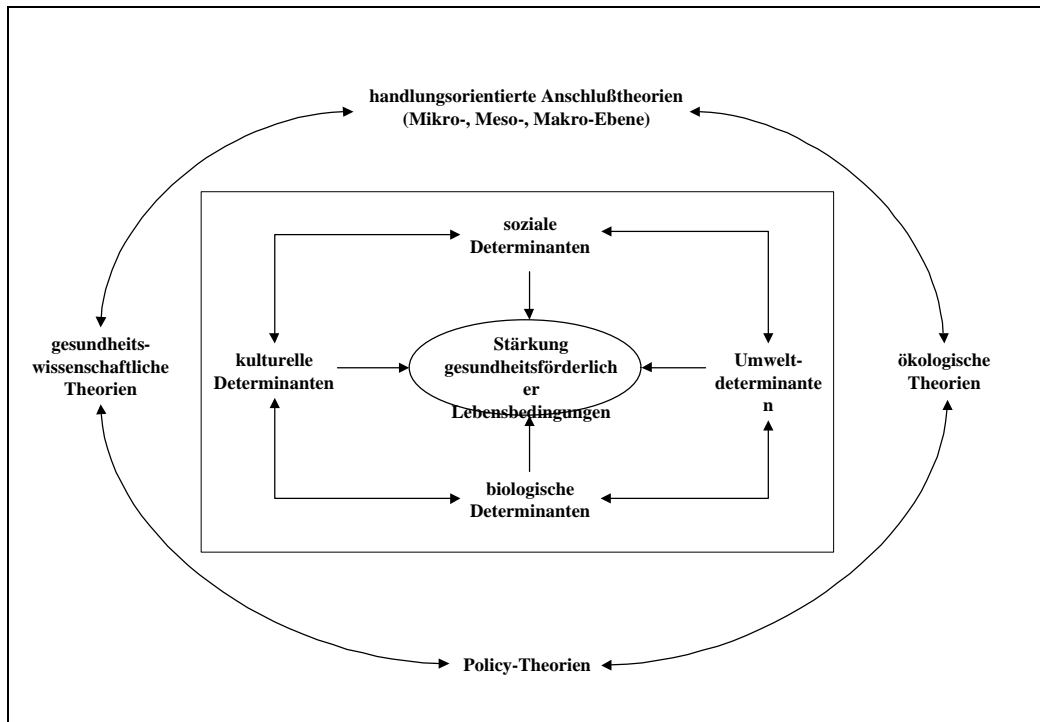 handlungsorientierte Anschlußtheorien
(Mikro-, Meso-, Makro-Ebene)
soziale
Determinanten
gesundheits-
wissenschaftliche
Theorien
kulturelle
Determinanten
Stärkung
gesundheitsförderlich
er
Lebensbedingungen
Umwelt-
determinante
n
ökologische
Theorien
biologische
Determinanten
Policy-Theorien